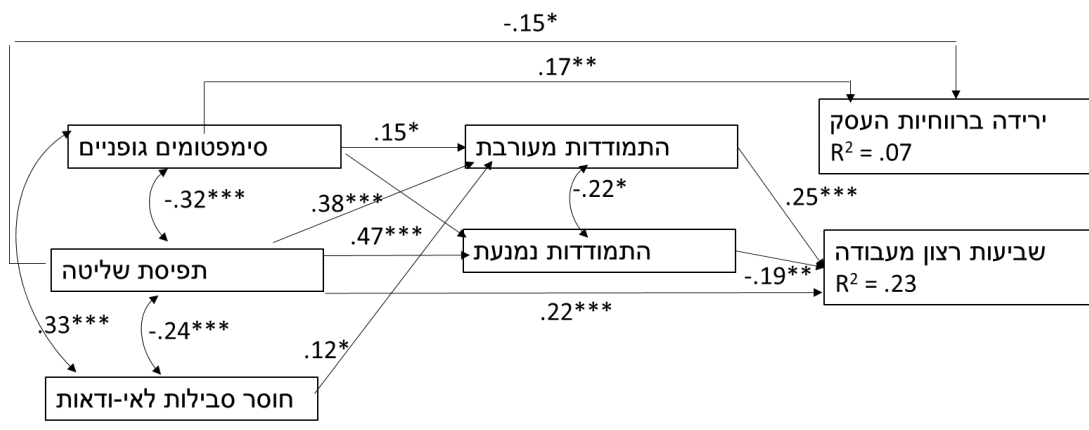 -.15*
.17**
ירידה ברווחיות העסק
R² = .07
סימפטומים גופניים
.15*
התמודדות מעורבת
-.32***
.38***
-.22*
.25***
.47***
תפיסת שליטה
התמודדות נמנעת
שביעות רצון מעבודה
R² = .23
-.19**
.22***
.33***
-.24***
.12*
חוסר סבילות לאי-ודאות